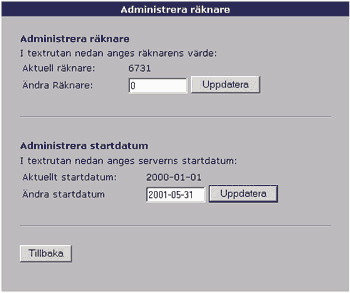 Administrera räknare
Administrera räknare
I textrutan nedan anges räknarens värde:
Aktuell räknare: 6731
Ändra Räknare: 0 Uppdatera
Administrera startdatum
I textrutan nedan anges serverns startdatum:
Aktuellt startdatum: 2000-01-01
Ändra startdatum 2001-05-31 Uppdatera
Tillbaka